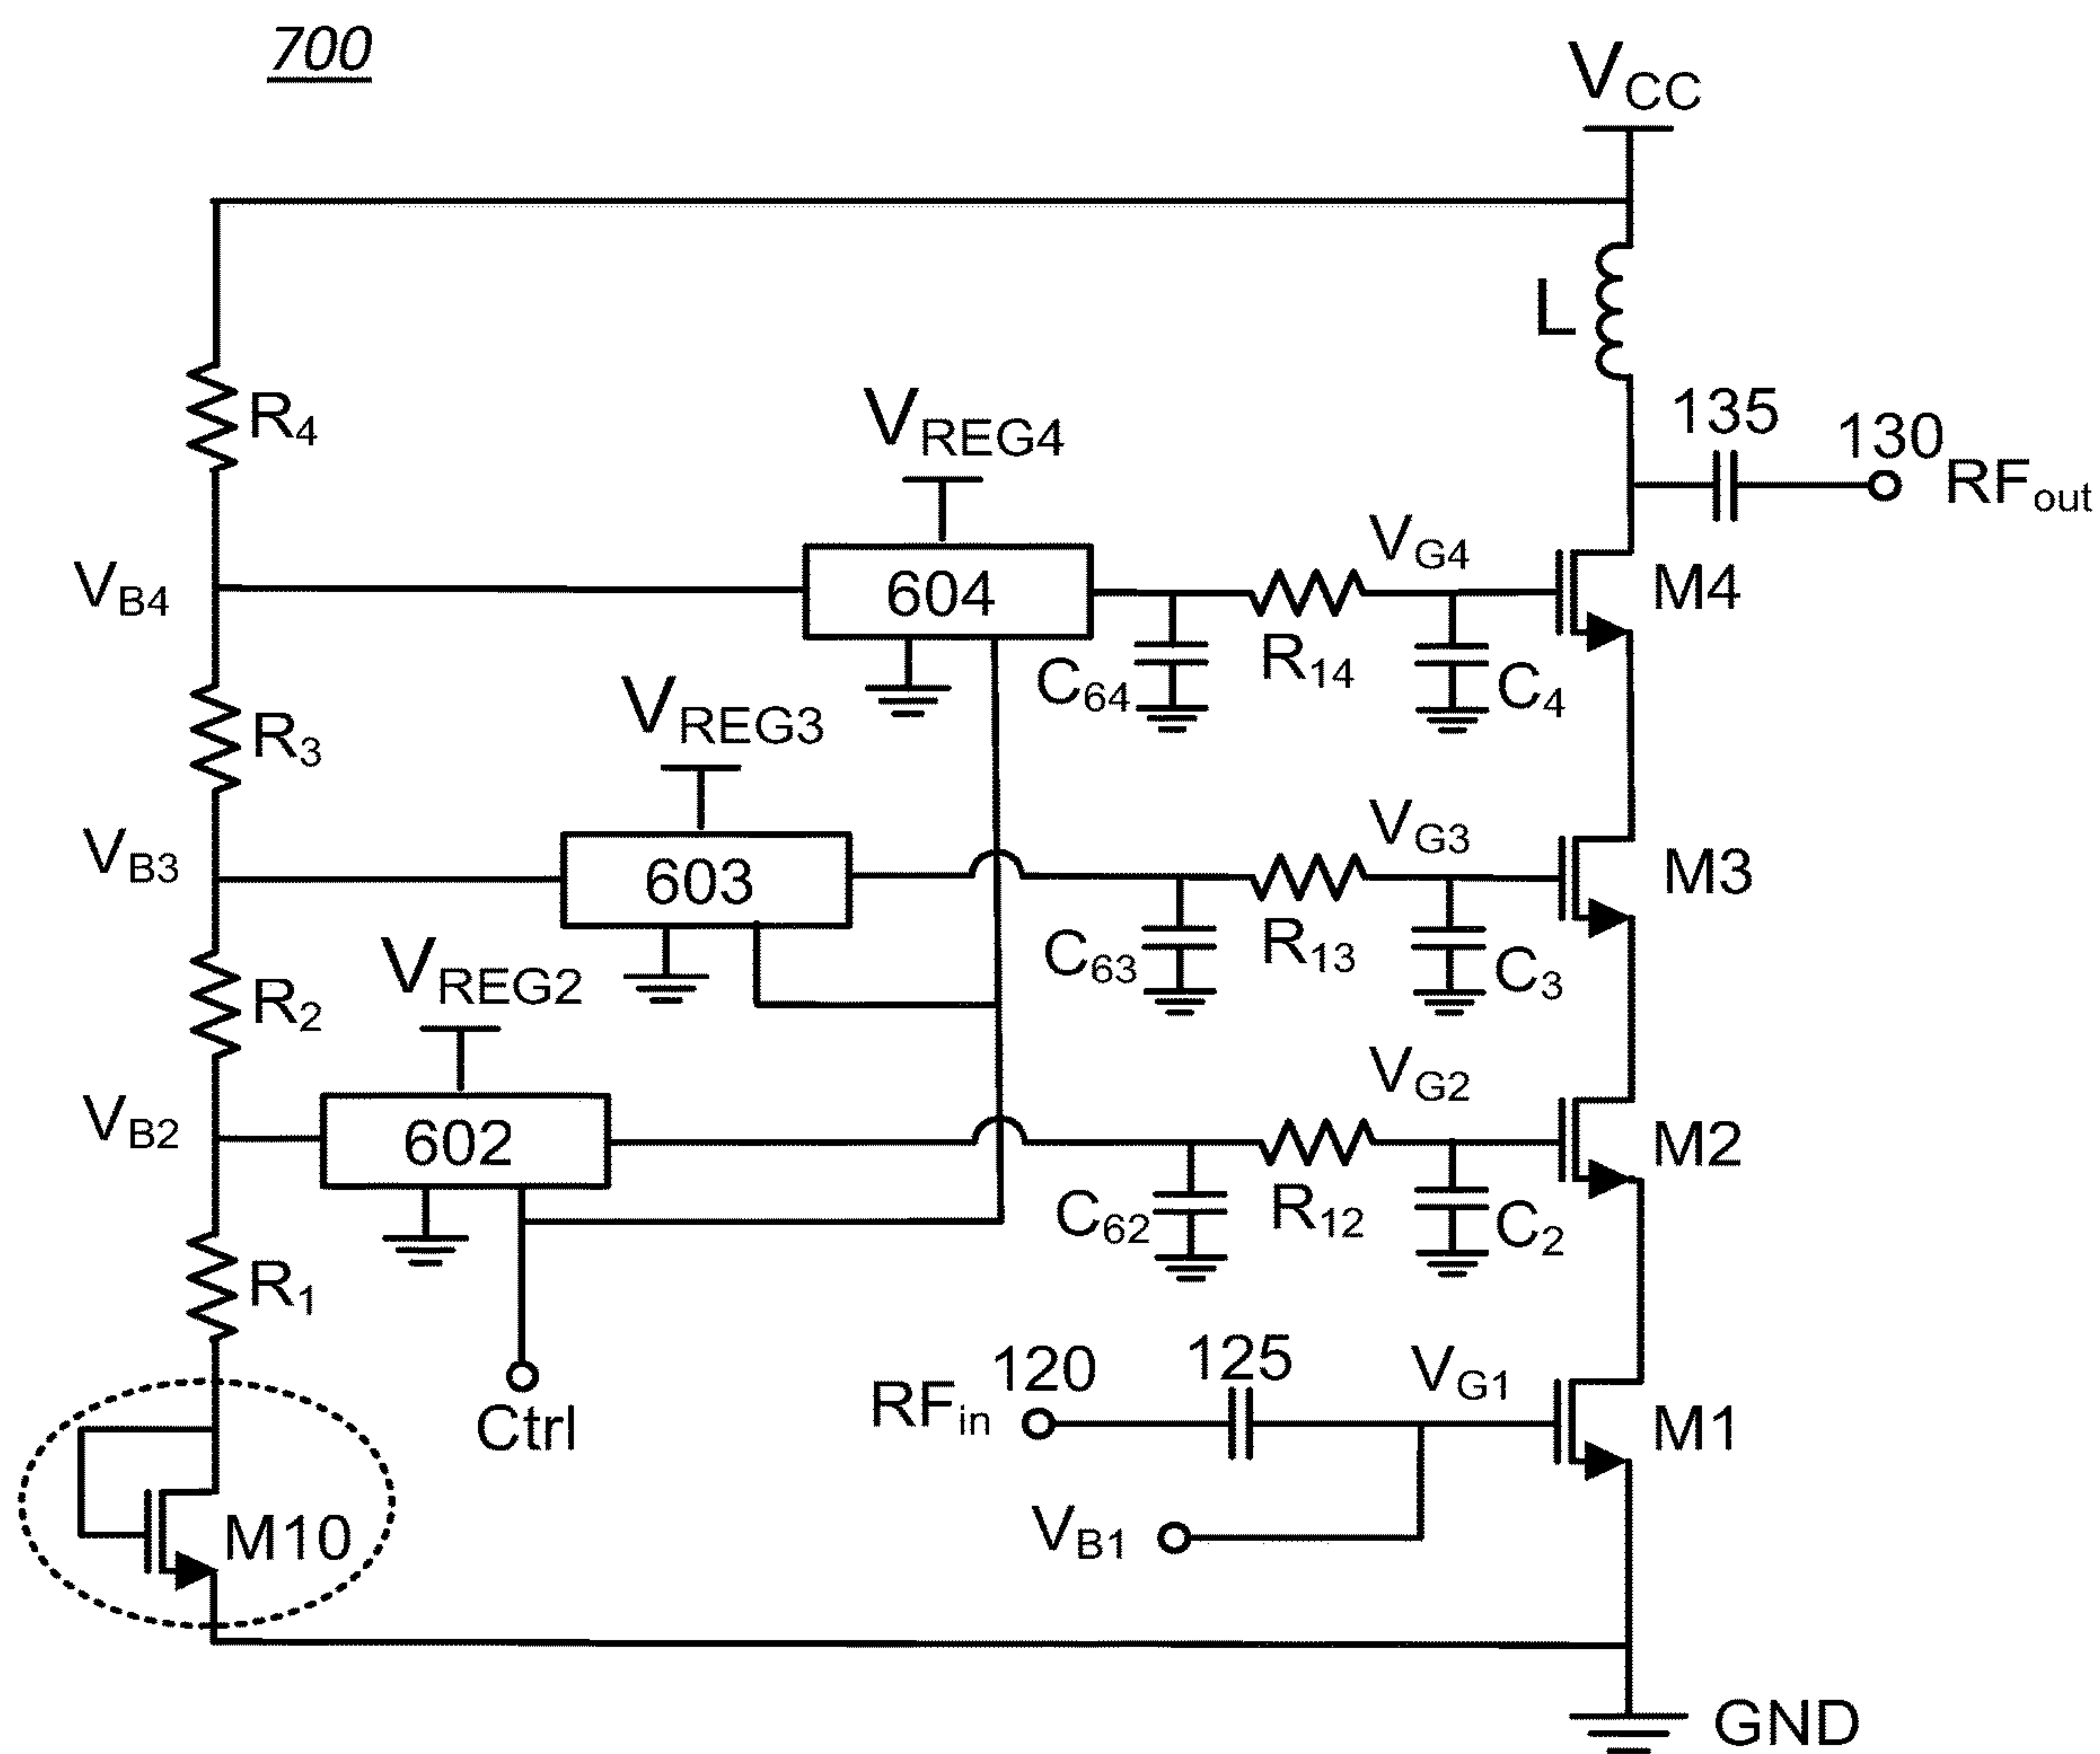 700
VCC
L
R4
135
130
RFout
VREG4
VG4
VB4
604
M4
R14
C64
C4
VREG3
R3
VG3
VB3
603
M3
R13
C63
C3
VREG2
R2
VG2
VB2
602
M2
R12
C62
C2
R1
120
125
VG1
RFin
Ctrl
M1
VB1
M10
GND